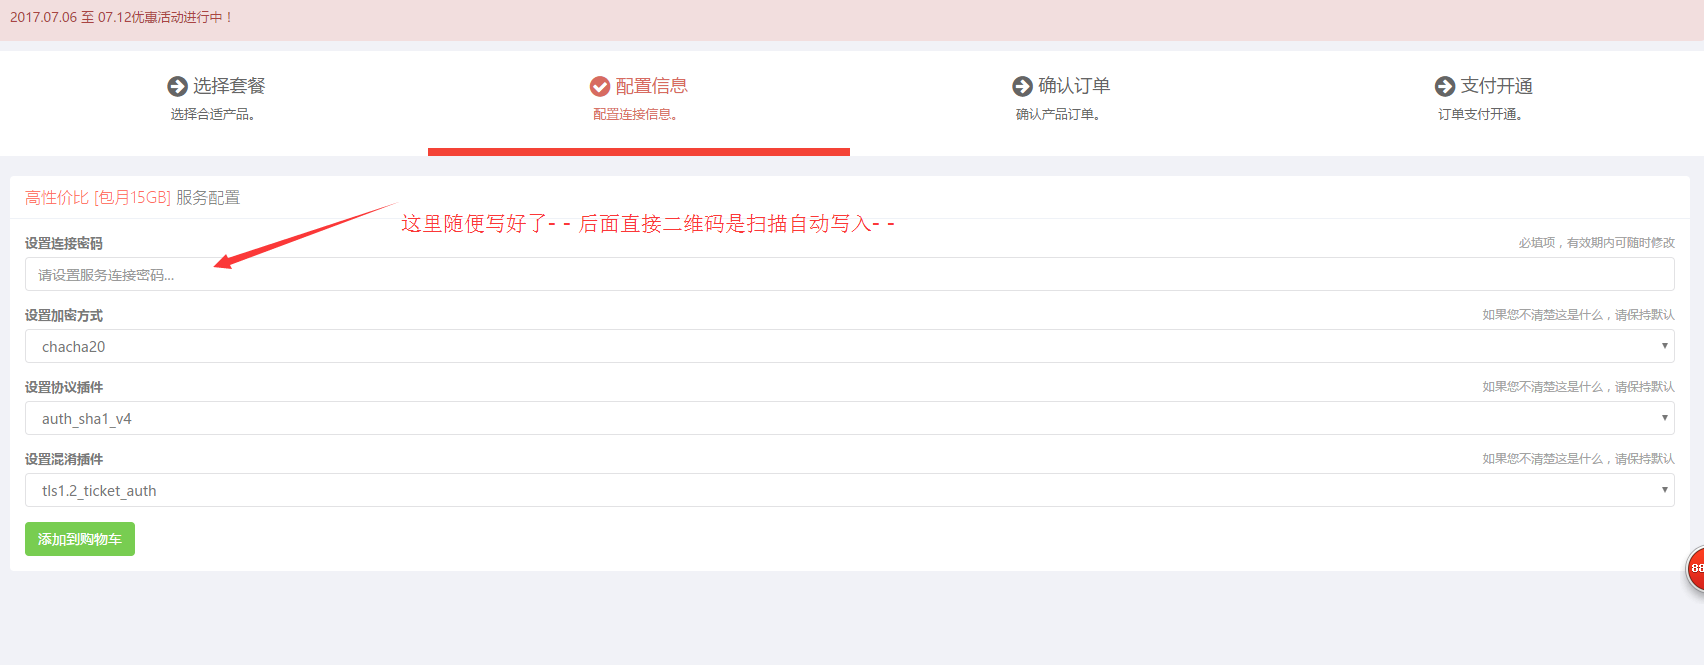 2017.07.06 至 07.12优惠活动进行中！
选择套餐
选择合适产品。
配置信息
配置连接信息。
确认订单
确认产品订单。
支付开通
订单支付开通。
高性价比 [包月15GB] 服务配置
这里随便写好了- - 后面直接二维码是扫描自动写入- -
设置连接密码
必填项，有效期内可随时修改
请设置服务连接密码...
设置加密方式
如果您不清楚这是什么，请保持默认
chacha20
设置协议插件
如果您不清楚这是什么，请保持默认
auth_sha1_v4
设置混淆插件
如果您不清楚这是什么，请保持默认
tls1.2_ticket_auth
添加到购物车
88